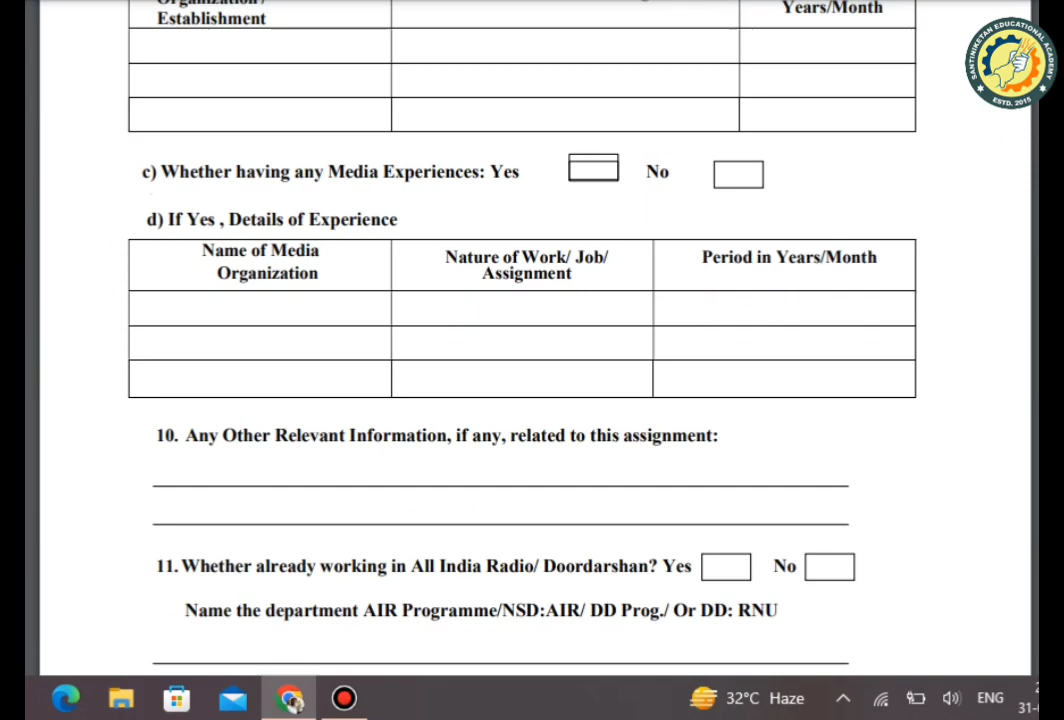 Organization /
Establishment
Years/Month
SANTINIKETAN EDUCATIONAL ACADEMY
ESTD. 2015
c) Whether having any Media Experiences: Yes No
d) If Yes , Details of Experience
Name of Media Organization
Nature of Work/ Job/ Assignment
Period in Years/Month
10. Any Other Relevant Information, if any, related to this assignment:
11. Whether already working in All India Radio/ Doordarshan? Yes No
Name the department AIR Programme/NSD:AIR/ DD Prog./ Or DD: RNU
32°C Haze
ENG